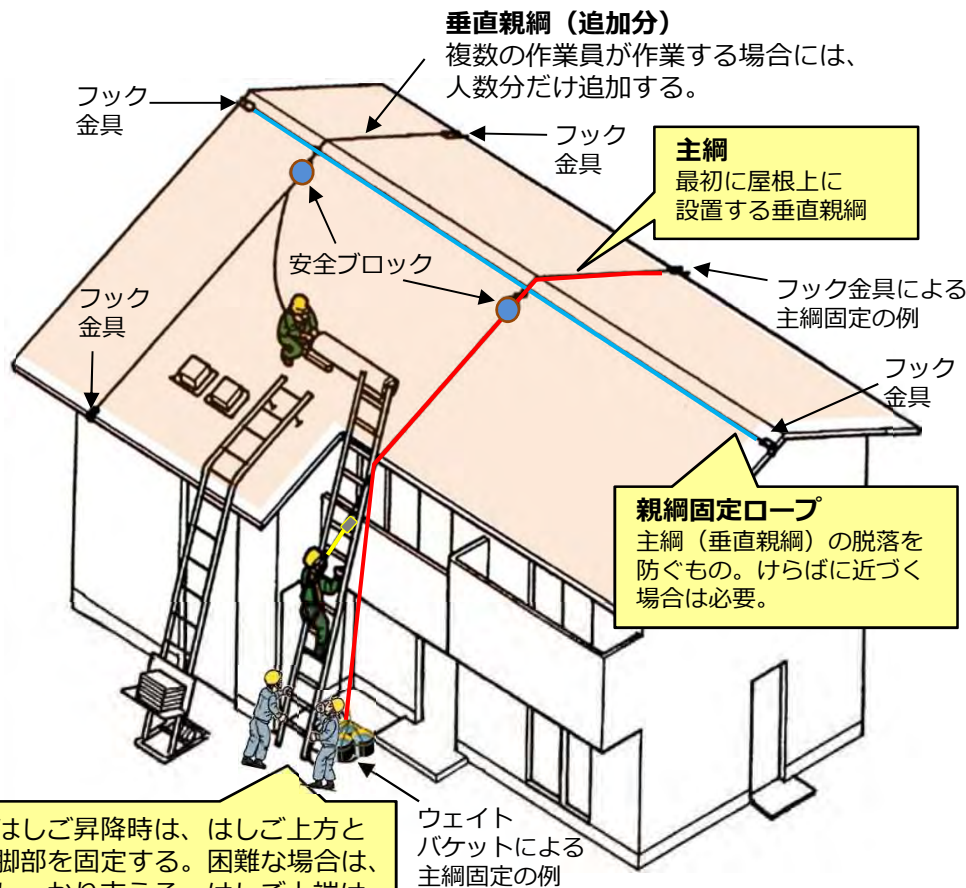 垂直親綱（追加分）
複数の作業員が作業する場合には、
人数分だけ追加する。
フック
金具
フック
金具
主綱
最初に屋根上に
設置する垂直親綱
安全ブロック
フック
金具
フック金具による
主綱固定の例
フック
金具
親綱固定ロープ
主綱（垂直親綱）の脱落を
防ぐもの。けらばに近づく
場合は必要。
はしご昇降時は、はしご上方と
脚部を固定する。困難な場合は、
ウェイト
バケットによる
主綱固定の例